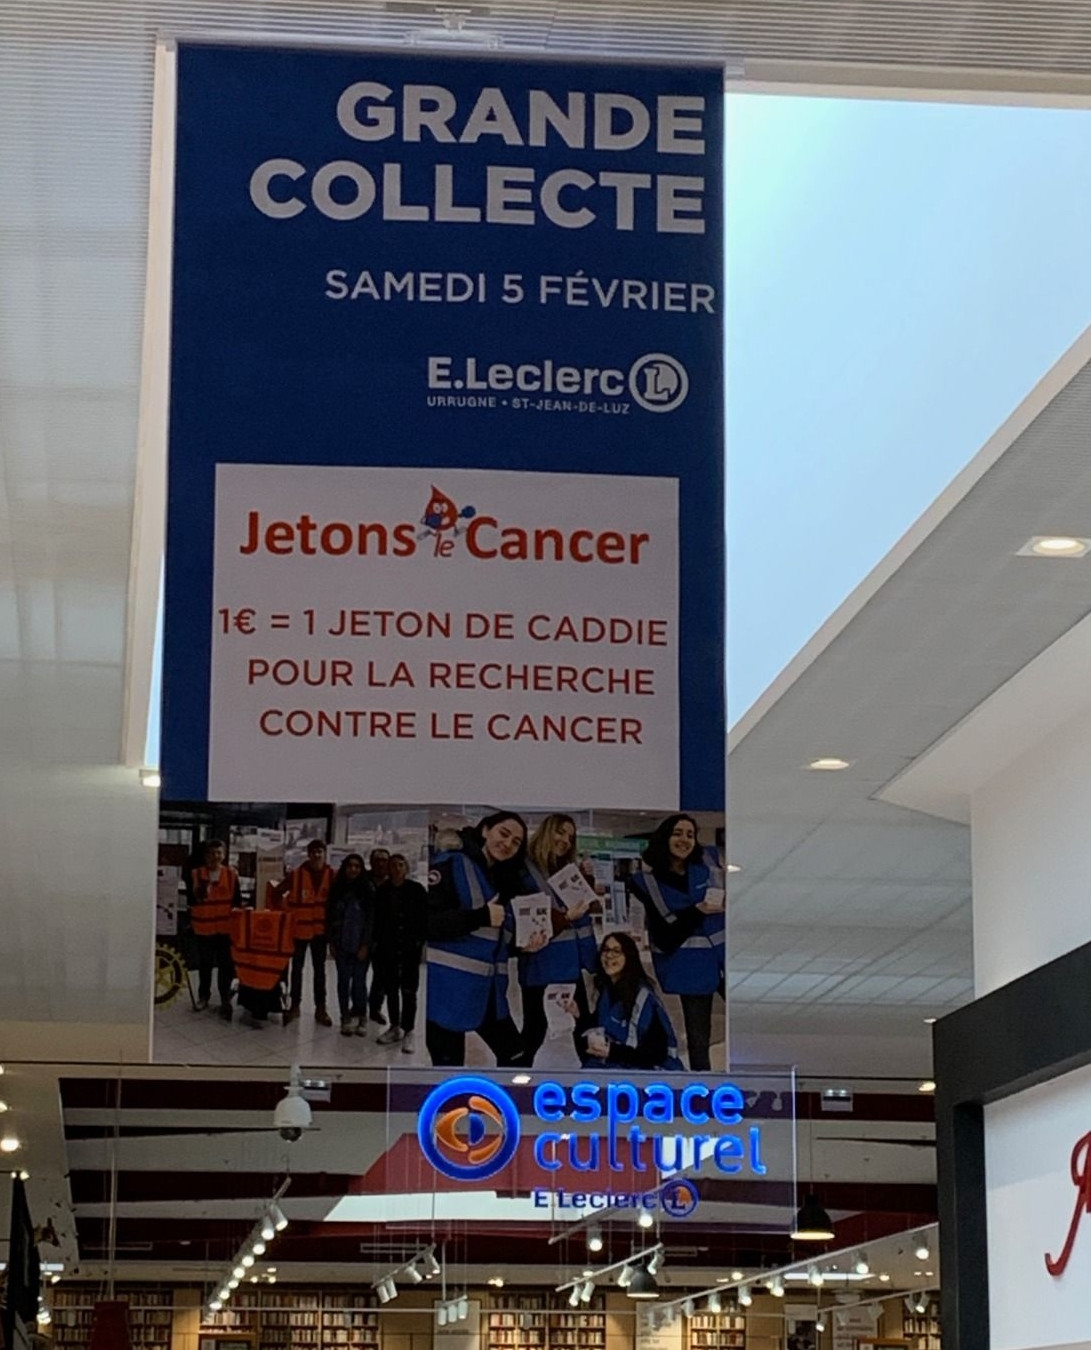 GRANDE
COLLECTE
SAMEDI 5 FÉVRIER
E.Leclerc L
URRUGNE • ST-JEAN-DE-LUZ
Jetons le Cancer
1€ = 1 JETON DE CADDIE
POUR LA RECHERCHE
CONTRE LE CANCER
espace
culturel
E.Leclerc L